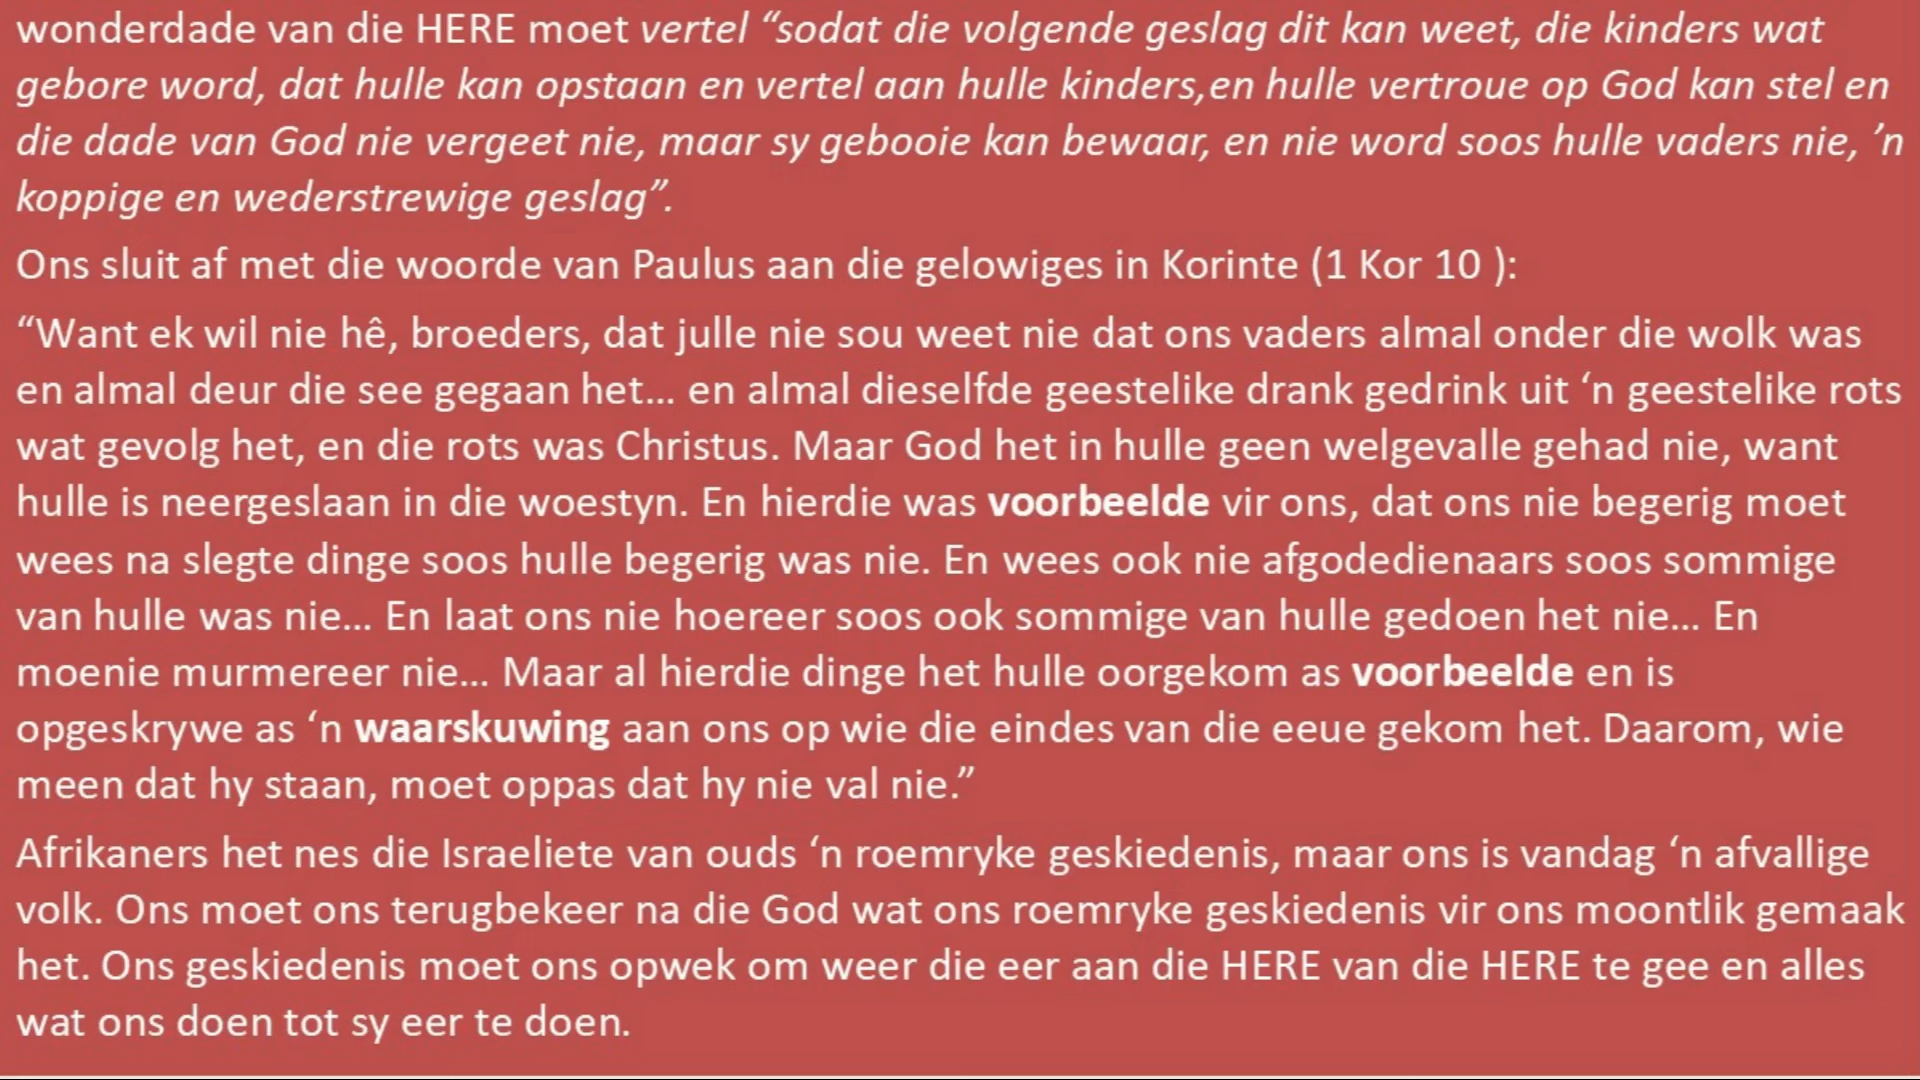 wonderdade van die HERE moet vertel “sodat die volgende geslag dit kan weet, die kinders wat
gebore word, dat hulle kan opstaan en vertel aan hulle kinders,en hulle vertroue op God kan stel en
die dade van God nie vergeet nie, maar sy gebooie kan bewaar, en nie word soos hulle vaders nie, ’n
koppige en wederstrewige geslag”.
Ons sluit af met die woorde van Paulus aan die gelowiges in Korinte (1 Kor 10 ):
“Want ek wil nie hê, broeders, dat julle nie sou weet nie dat ons vaders almal onder die wolk was
en almal deur die see gegaan het… en almal dieselfde geestelike drank gedrink uit ‘n geestelike rots
wat gevolg het, en die rots was Christus. Maar God het in hulle geen welgevalle gehad nie, want
hulle is neergeslaan in die woestyn. En hierdie was voorbeelde vir ons, dat ons nie begerig moet
wees na slegte dinge soos hulle begerig was nie. En wees ook nie afgodedienaars soos sommige
van hulle was nie… En laat ons nie hoereer soos ook sommige van hulle gedoen het nie… En
moenie murmereer nie… Maar al hierdie dinge het hulle oorgekom as voorbeelde en is
opgeskrywe as ‘n waarskuwing aan ons op wie die eindes van die eeue gekom het. Daarom, wie
meen dat hy staan, moet oppas dat hy nie val nie.”
Afrikaners het nes die Israeliete van ouds ‘n roemryke geskiedenis, maar ons is vandag ‘n afvallige
volk. Ons moet ons terugbekeer na die God wat ons roemryke geskiedenis vir ons moontlik gemaak
het. Ons geskiedenis moet ons opwek om weer die eer aan die HERE van die HERE te gee en alles
wat ons doen tot sy eer te doen.